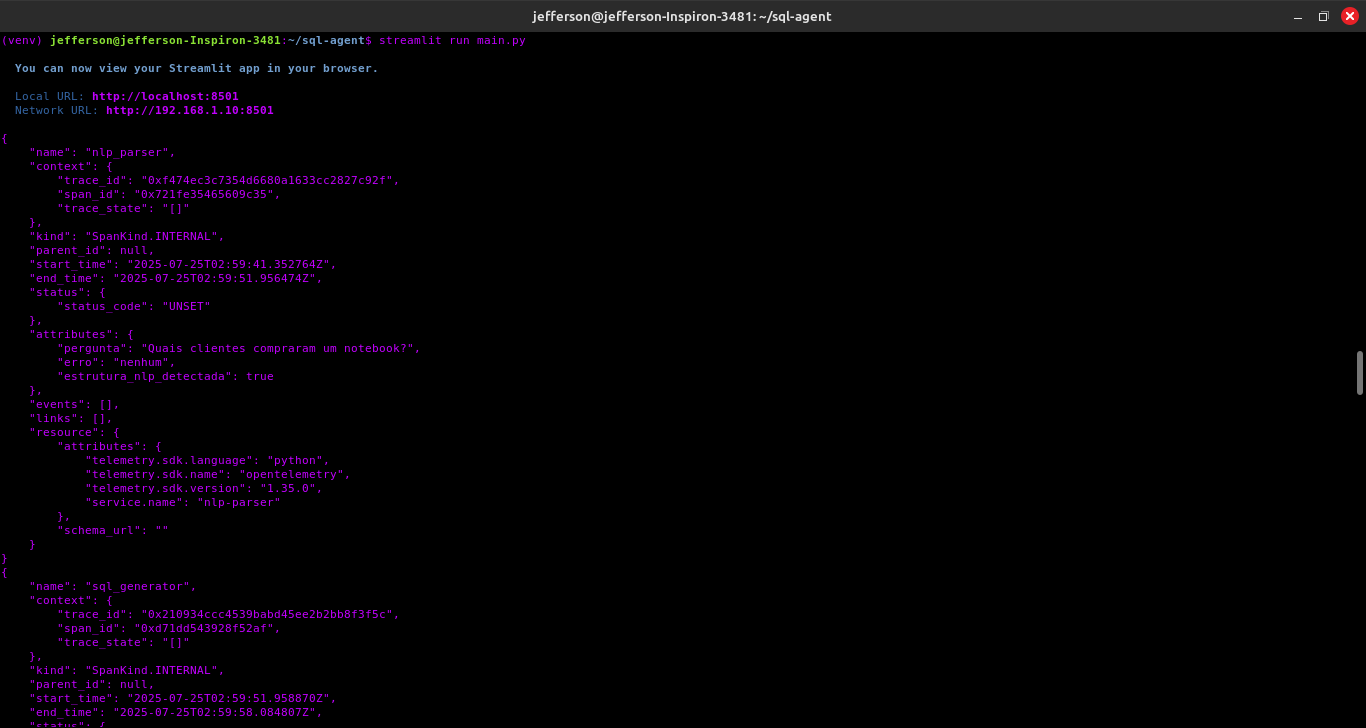 jefferson@jefferson-Inspiron-3481: ~/sql-agent
(venv) jefferson@jefferson-Inspiron-3481:~/sql-agent$ streamlit run main.py
You can now view your Streamlit app in your browser.
Local URL: http://localhost:8501
Network URL: http://192.168.1.10:8501
{
    "name": "nlp_parser",
    "context": {
        "trace_id": "0xf474ec3c7354d6680a1633cc2827c92f",
        "span_id": "0x721fe35465609c35",
        "trace_state": "[]"
    },
    "kind": "SpanKind.INTERNAL",
    "parent_id": null,
    "start_time": "2025-07-25T02:59:41.352764Z",
    "end_time": "2025-07-25T02:59:51.956474Z",
    "status": {
        "status_code": "UNSET"
    },
    "attributes": {
        "pergunta": "Quais clientes compraram um notebook?",
        "erro": "nenhum",
        "estrutura_nlp_detectada": true
    },
    "events": [],
    "links": [],
    "resource": {
        "attributes": {
            "telemetry.sdk.language": "python",
            "telemetry.sdk.name": "opentelemetry",
            "telemetry.sdk.version": "1.35.0",
            "service.name": "nlp-parser"
        },
        "schema_url": ""
    }
}
{
    "name": "sql_generator",
    "context": {
        "trace_id": "0x210934ccc4539babd45ee2b2bb8f3f5c",
        "span_id": "0xd71dd543928f52af",
        "trace_state": "[]"
    },
    "kind": "SpanKind.INTERNAL",
    "parent_id": null,
    "start_time": "2025-07-25T02:59:51.958870Z",
    "end_time": "2025-07-25T02:59:58.084807Z",
    "status": {